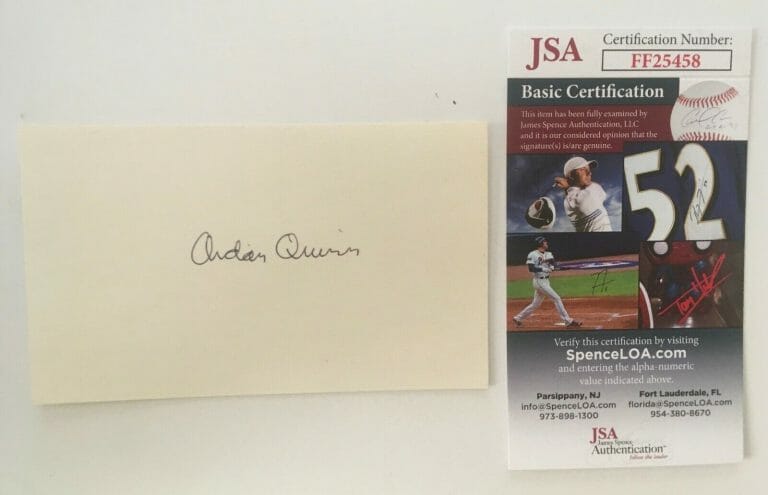 Aidan Quinn
JSA
Certification Number:
FF25458
Basic Certification
This item has been fully examined by
James Spence Authentication, LLC
and it is our considered opinion that the
signature(s) is/are genuine.
52
Verify this certification by visiting
SpenceLOA.com
and entering the alpha-numeric
value indicated above.
Parsippany, NJ
info@SpenceLOA.com
973-898-1300
Fort Lauderdale, FL
florida@SpenceLOA.com
954-380-8670
JSA
James Spence
Authentication
follow the leader